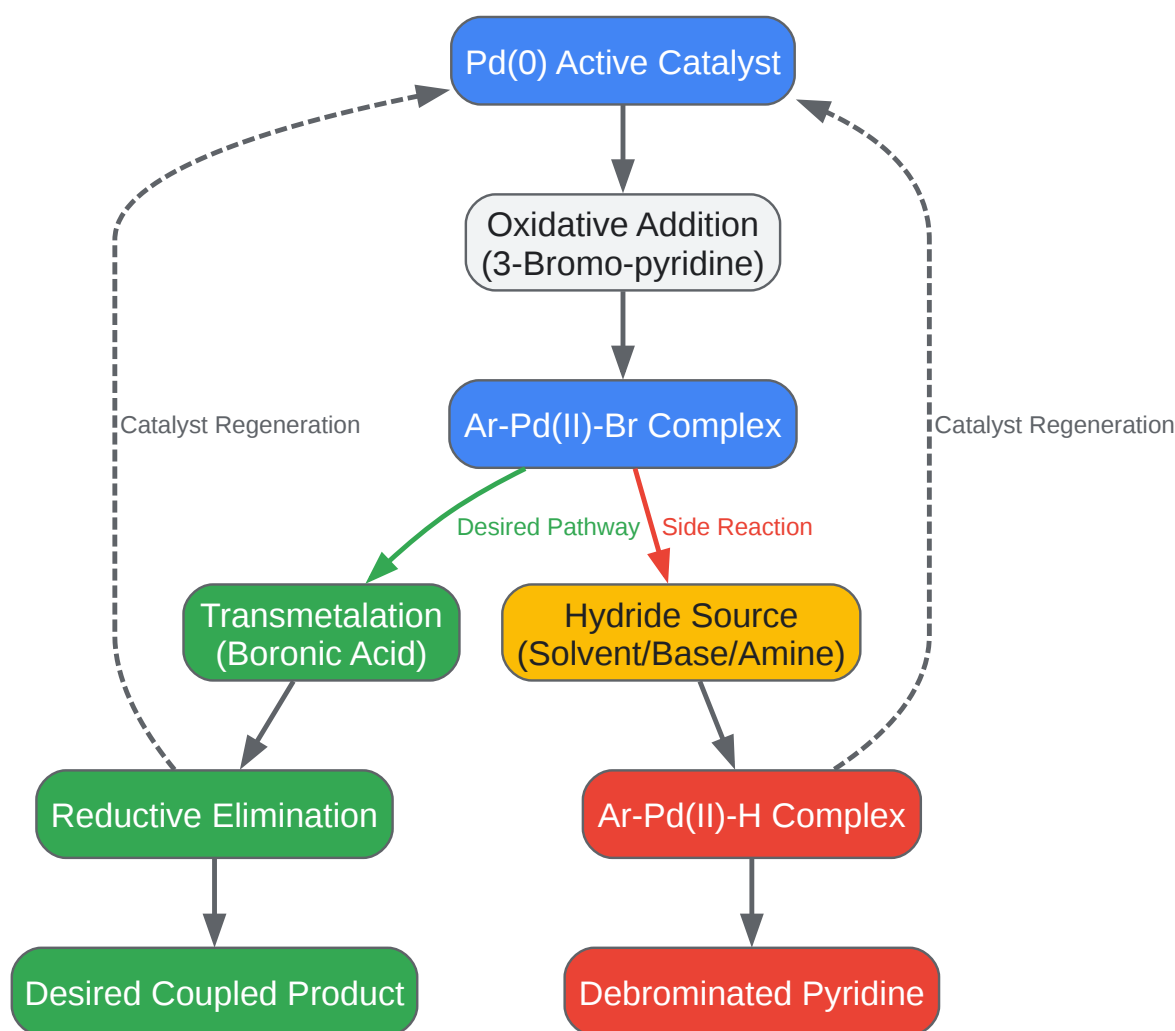 Pd(0) Active Catalyst
Oxidative Addition
(3-Bromo-pyridine)
Catalyst Regeneration
Ar-Pd(II)-Br Complex
Catalyst Regeneration
Desired Pathway
Side Reaction
Transmetalation
(Boronic Acid)
Hydride Source
(Solvent/Base/Amine)
Reductive Elimination
Ar-Pd(II)-H Complex
Desired Coupled Product
Debrominated Pyridine